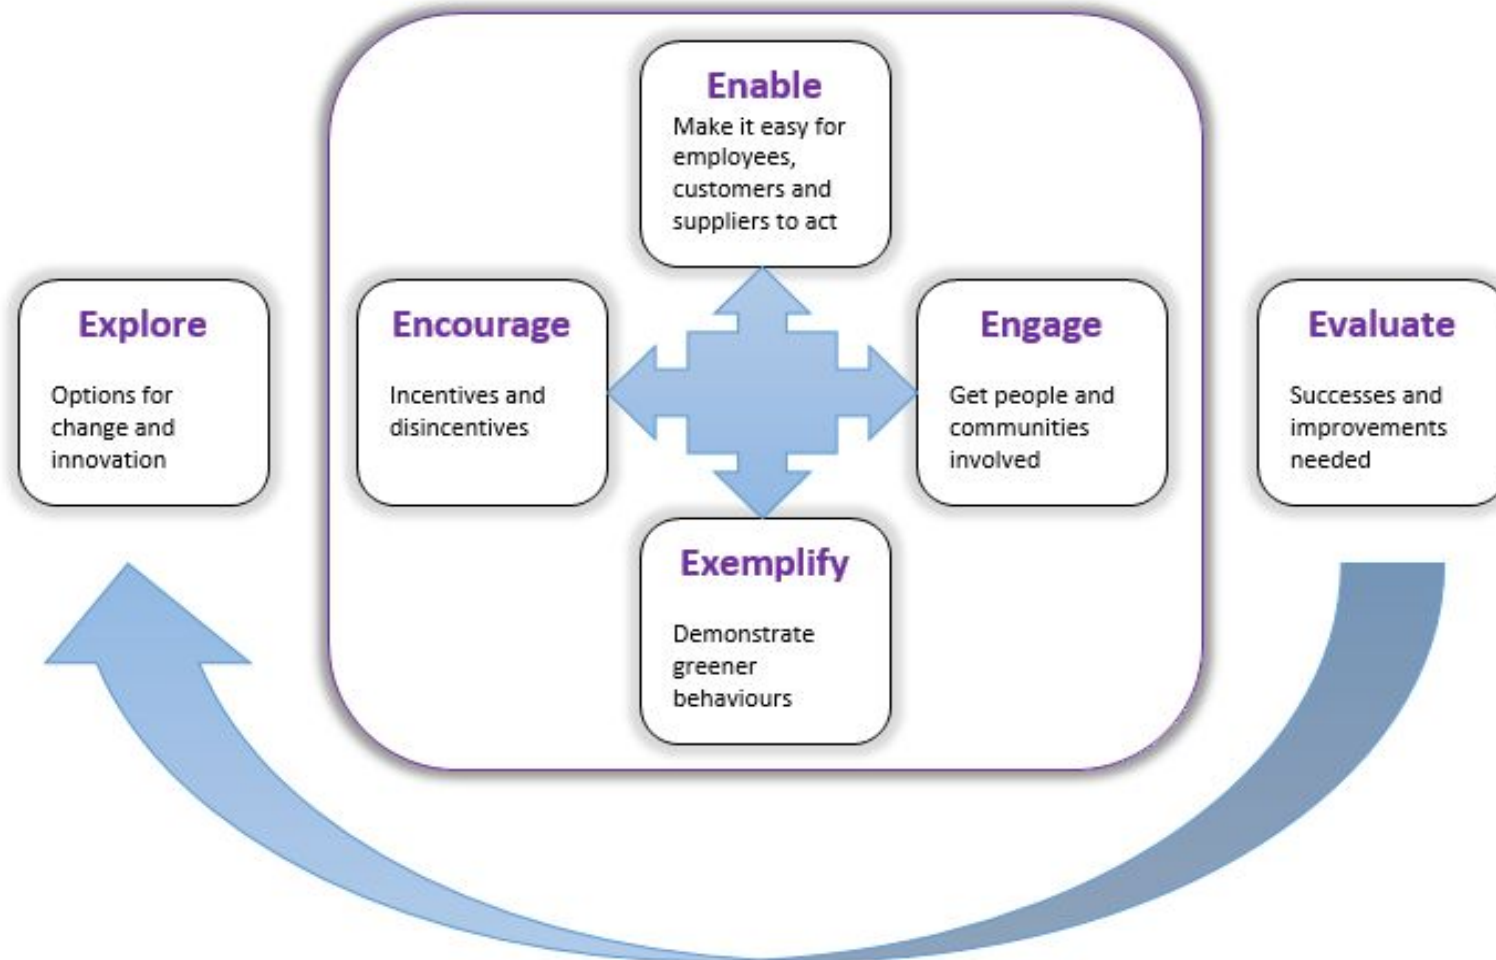 Enable
Make it easy for
employees,
customers and
suppliers to act
Explore
Options for
change and
innovation
Encourage
Incentives and
disincentives
Engage
Get people and
communities
involved
Evaluate
Successes and
improvements
needed
Exemplify
Demonstrate
greener
behaviours